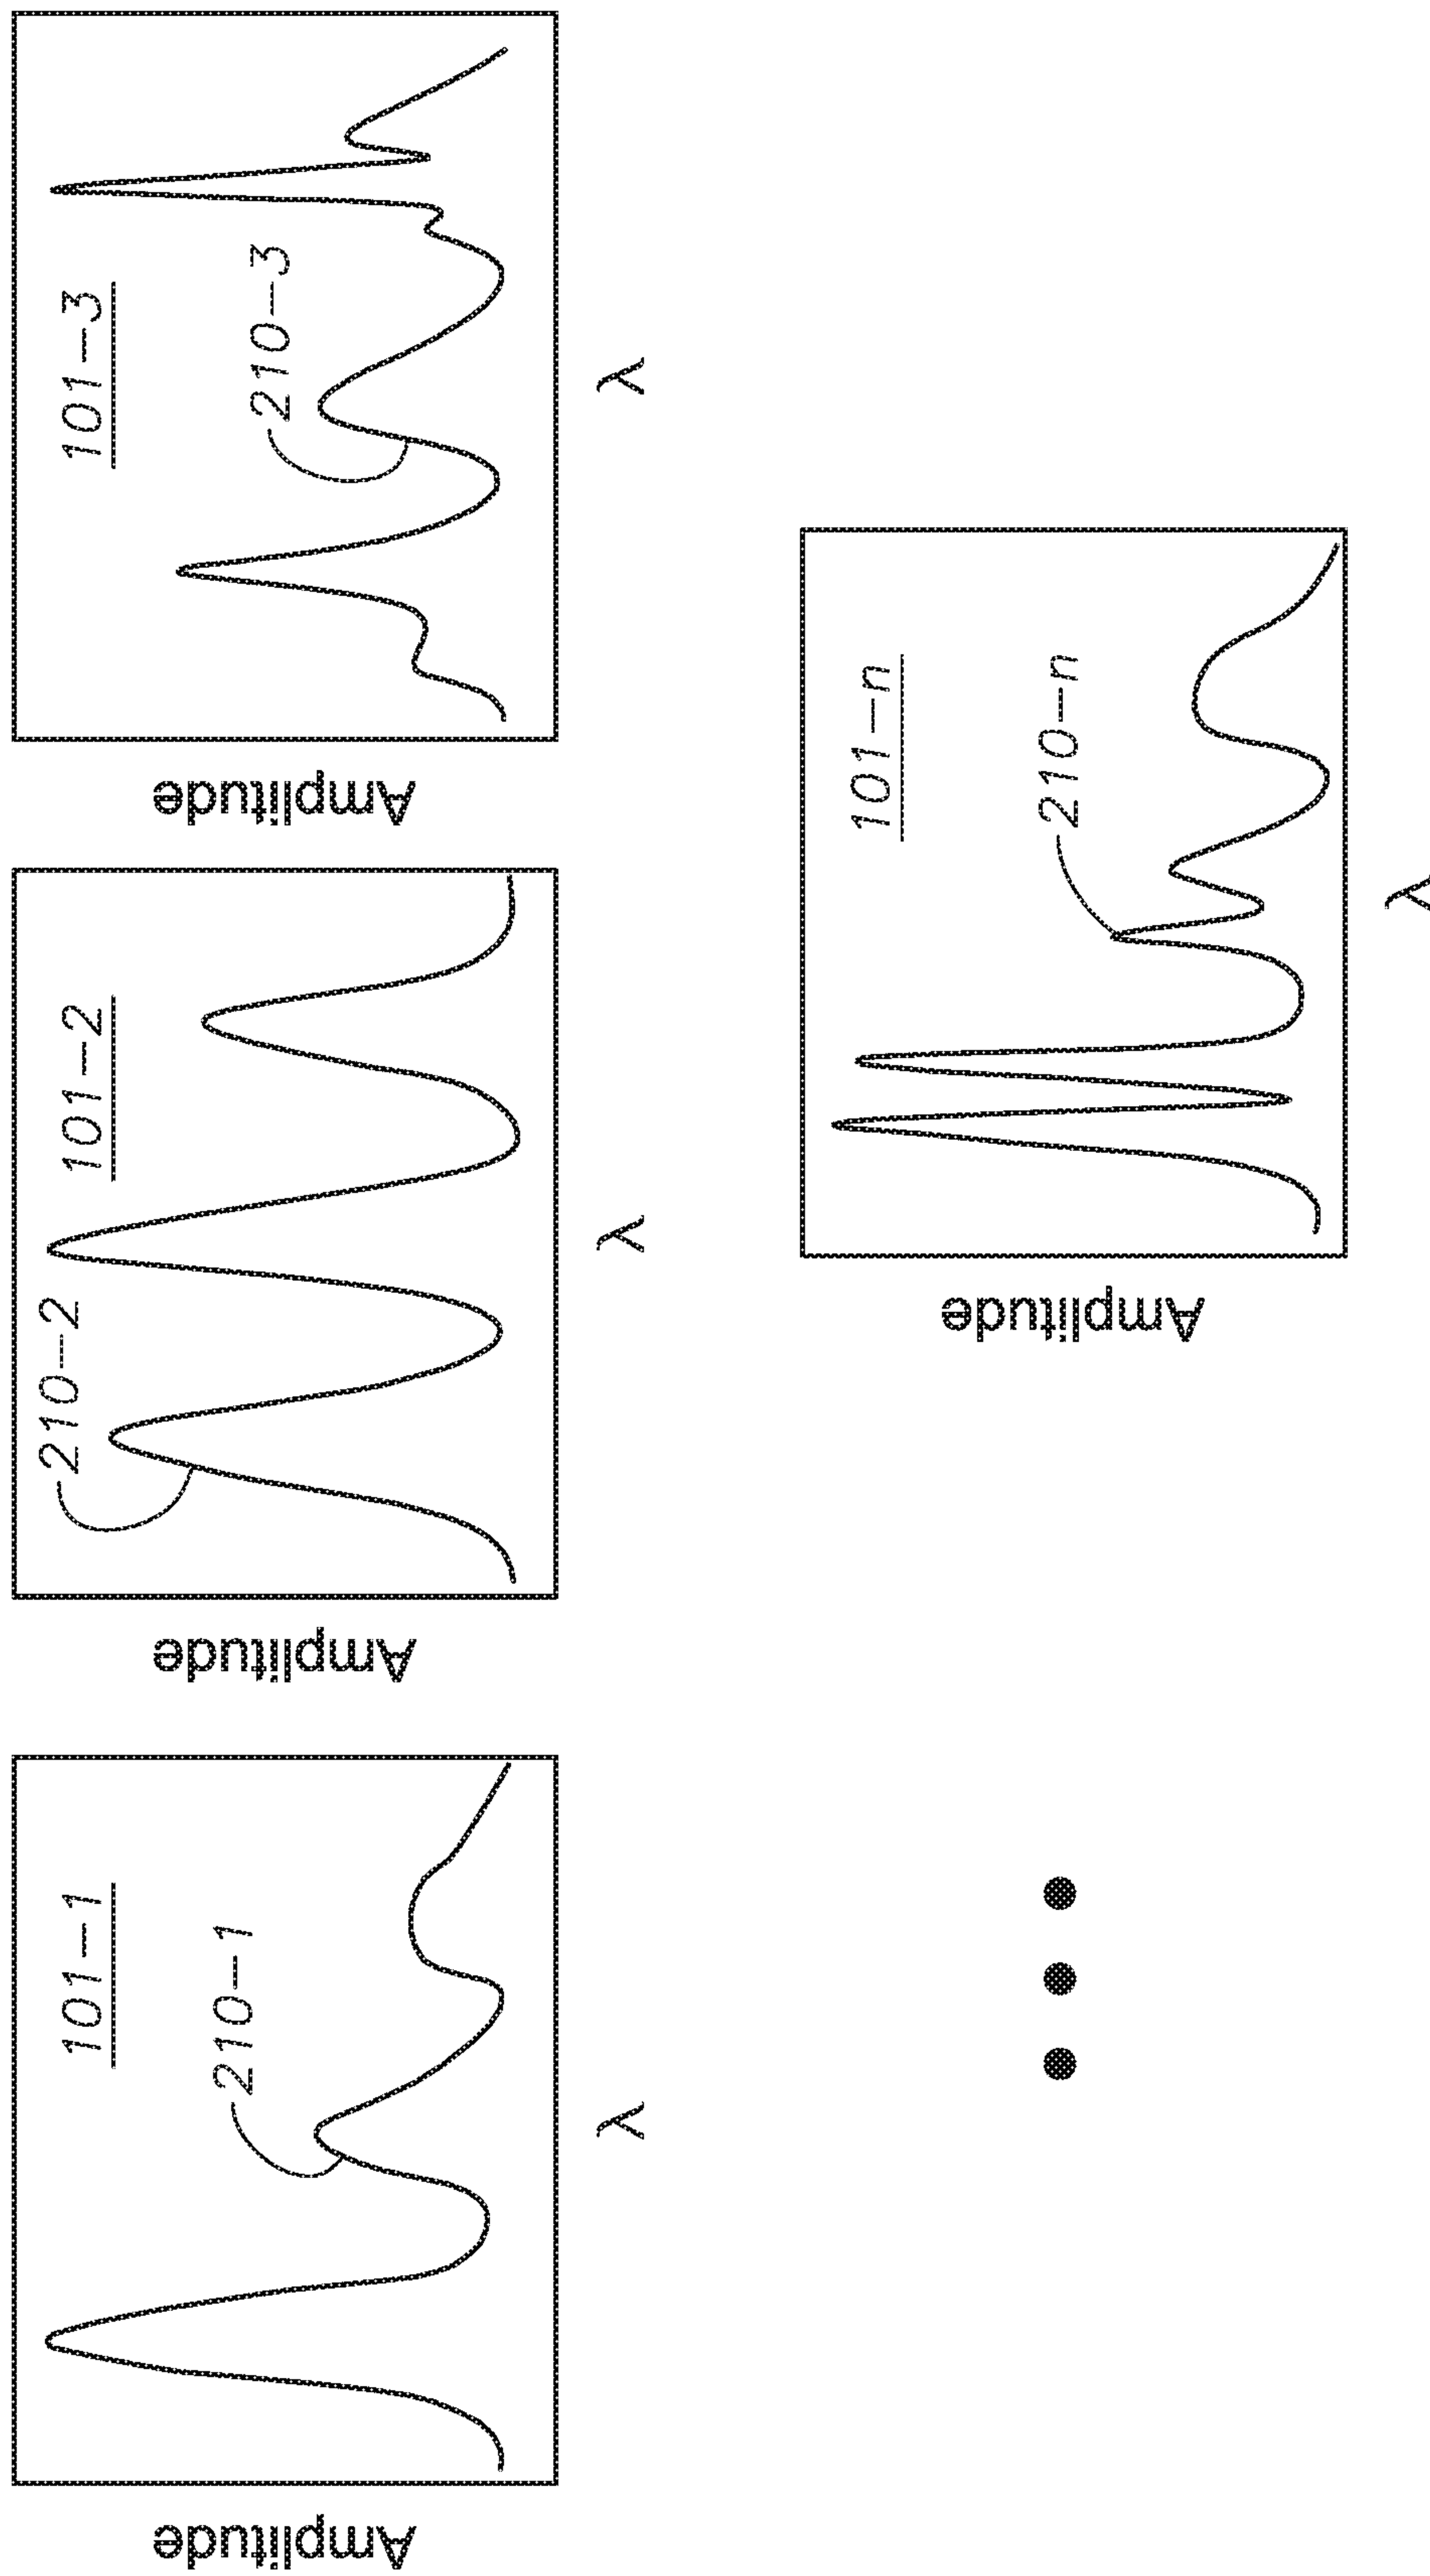 Amplitude
101-1
210-1
λ
Amplitude
210-2
101-2
λ
Amplitude
101-3
210-3
λ
Amplitude
101-n
210-n
λ